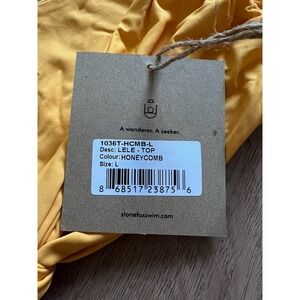 A wanderer. A seeker.
1036T-HCMB-L
Desc: LELE - TOP
Colour: HONEYCOMB
Size: L
8 68517 23875 6
stonefoxswim.com